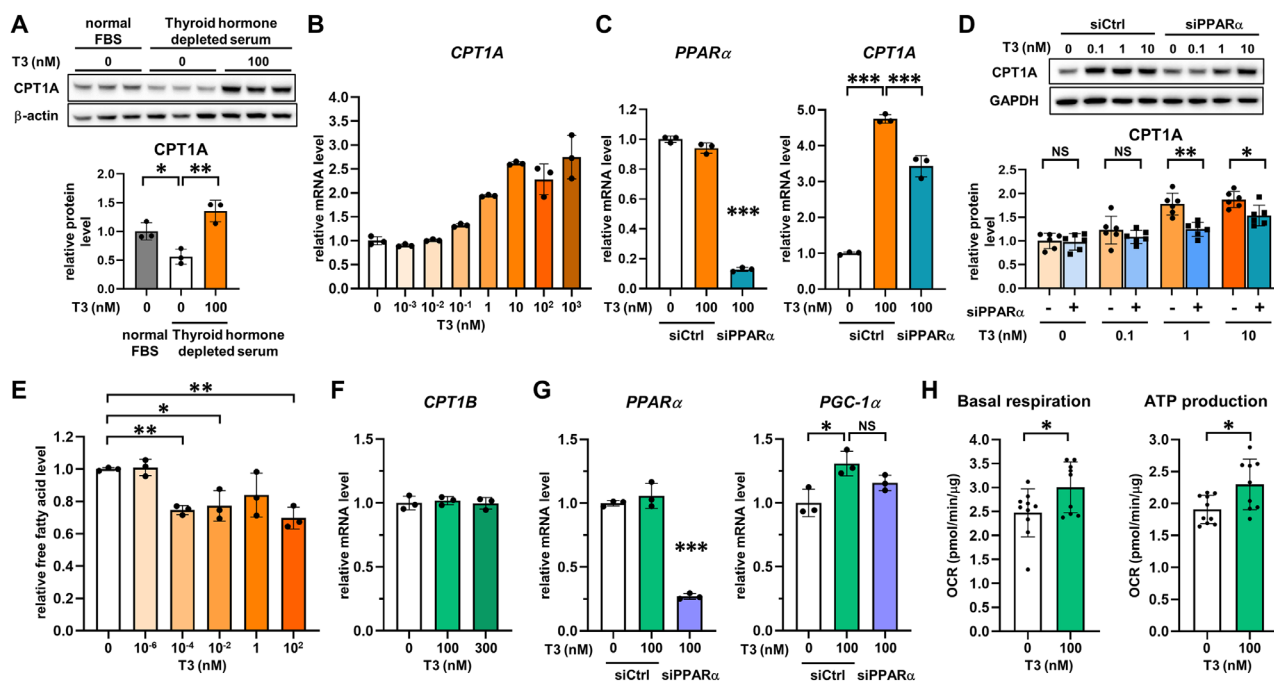 A
normal
FBS
Thyroid hormone
depleted serum
T3 (nM)
0
0
100
CPT1A
β-actin
CPT1A
*
**
relative protein
level
2.0
1.5
1.0
0.5
0.0
T3 (nM)
0
0
100
normal
FBS
Thyroid hormone
depleted serum
B
CPT1A
relative mRNA level
4.0
3.5
3.0
2.5
2.0
1.5
1.0
0.5
0.0
0
10⁻³
10⁻²
10⁻¹
1
10
10²
10³
T3 (nM)
C
PPARα
relative mRNA level
1.5
1.0
0.5
0.0
***
T3 (nM)
0
100
100
siCtrl
siPPARα
CPT1A
***
***
relative mRNA level
5.0
4.0
3.0
2.0
1.0
0.0
0
100
100
siCtrl
siPPARα
D
siCtrl
siPPARα
T3 (nM)
0
0.1
1
10
0
0.1
1
10
CPT1A
GAPDH
CPT1A
NS
NS
**
*
relative protein
level
2.5
2.0
1.5
1.0
0.5
0.0
siPPARα
-
+
-
+
-
+
-
+
T3 (nM)
0
0.1
1
10
E
**
*
**
relative free fatty acid level
1.2
1.0
0.8
0.6
0.4
0.2
0.0
0
10⁻⁶
10⁻⁴
10⁻²
1
10²
T3 (nM)
F
CPT1B
relative mRNA level
1.5
1.0
0.5
0.0
T3 (nM)
0
100
300
G
PPARα
relative mRNA level
1.5
1.0
0.5
0.0
***
T3 (nM)
0
100
100
siCtrl
siPPARα
PGC-1α
*
NS
relative mRNA level
1.5
1.0
0.5
0.0
0
100
100
siCtrl
siPPARα
H
Basal respiration
*
OCR (pmol/min/μg)
4.0
3.5
3.0
2.5
2.0
1.5
1.0
0.5
0.0
0
100
T3 (nM)
ATP production
*
OCR (pmol/min/μg)
3.0
2.5
2.0
1.5
1.0
0.5
0.0
0
100
T3 (nM)